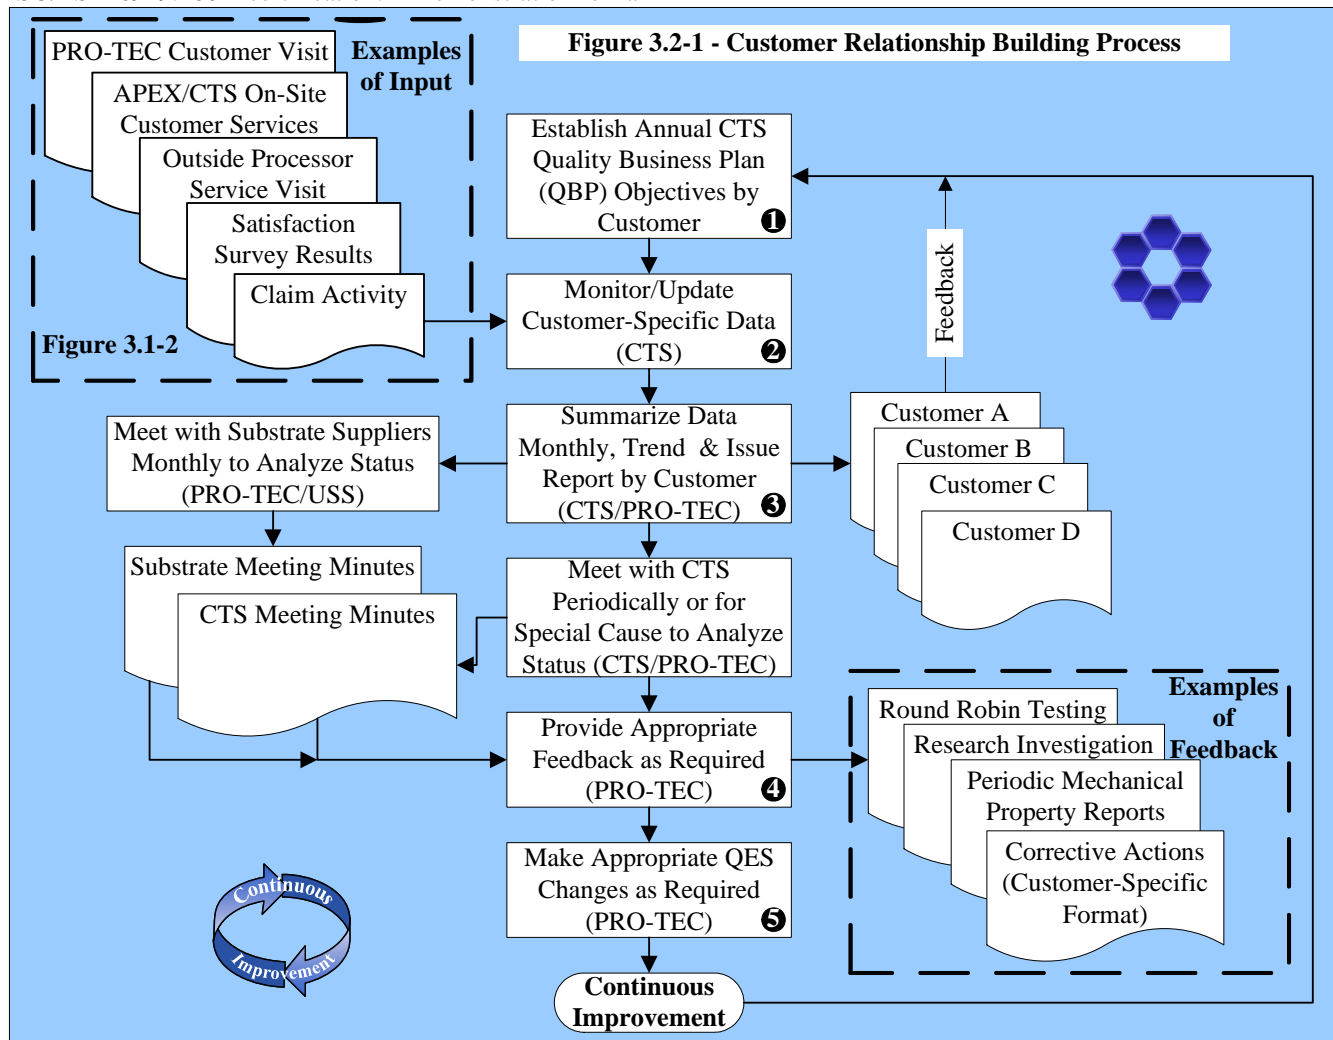 Figure 3.2-1 - Customer Relationship Building Process
Examples
of Input
PRO-TEC Customer Visit
APEX/CTS On-Site
Customer Services
Outside Processor
Service Visit
Satisfaction
Survey Results
Claim Activity
Figure 3.1-2
Establish Annual CTS
Quality Business Plan
(QBP) Objectives by
Customer
1
Monitor/Update
Customer-Specific Data
(CTS)
2
Feedback
Summarize Data
Monthly, Trend & Issue
Report by Customer
(CTS/PRO-TEC)
3
Meet with Substrate Suppliers
Monthly to Analyze Status
(PRO-TEC/USS)
Customer A
Customer B
Customer C
Customer D
Substrate Meeting Minutes
CTS Meeting Minutes
Meet with CTS
Periodically or for
Special Cause to Analyze
Status (CTS/PRO-TEC)
Provide Appropriate
Feedback as Required
(PRO-TEC)
4
Examples
of
Feedback
Round Robin Testing
Research Investigation
Periodic Mechanical
Property Reports
Corrective Actions
(Customer-Specific
Format)
Make Appropriate QES
Changes as Required
(PRO-TEC)
5
Continuous
Improvement
Continuous
Improvement